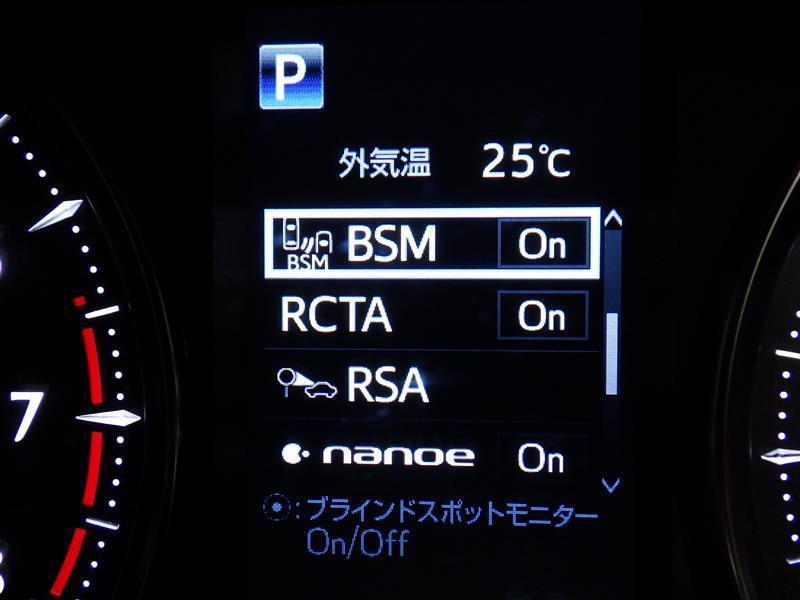 P
外気温 25℃
BSM BSM On
RCTA On
RSA
nanoe On
: ブラインドスポットモニター
On/Off
7